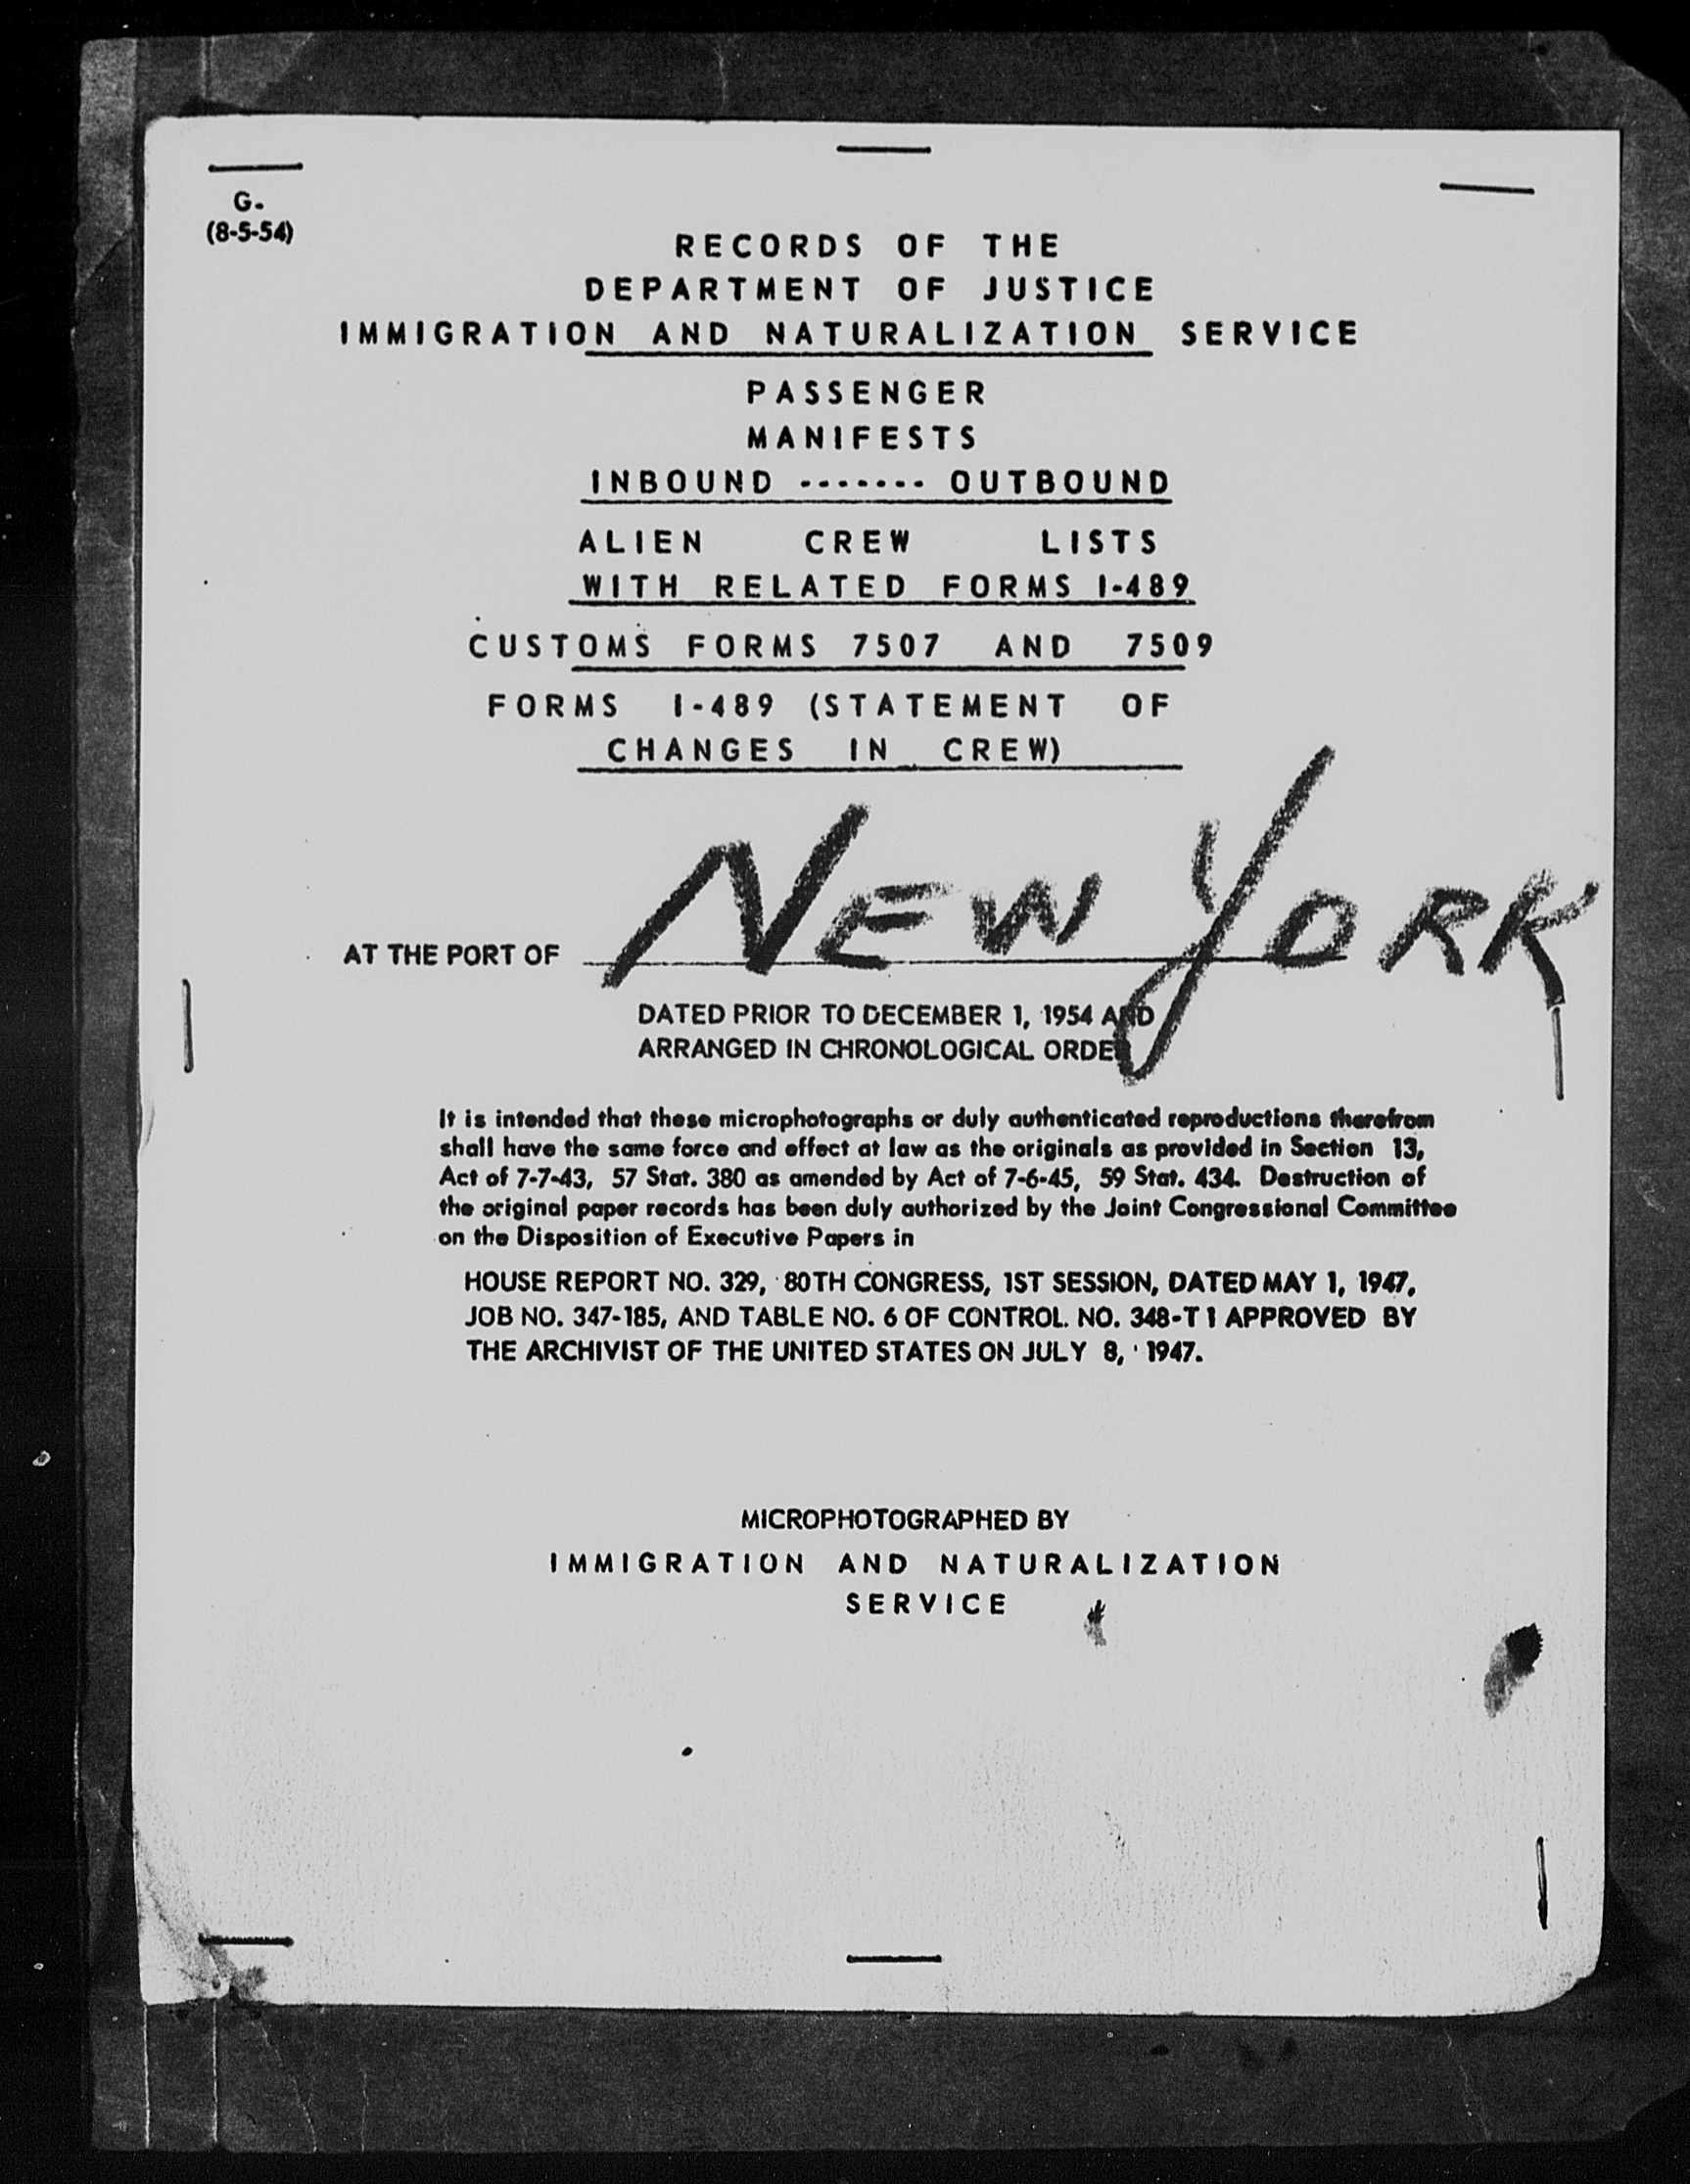 G.
(8-5-54)
RECORDS OF THE
DEPARTMENT OF JUSTICE
IMMIGRATION AND NATURALIZATION SERVICE
PASSENGER
MANIFESTS
INBOUND ------- OUTBOUND
ALIEN CREW LISTS
WITH RELATED FORMS I-489
CUSTOMS FORMS 7507 AND 7509
FORMS I-489 (STATEMENT OF
CHANGES IN CREW)
AT THE PORT OF NEW YORK
DATED PRIOR TO DECEMBER 1, 1954 AND
ARRANGED IN CHRONOLOGICAL ORDER
It is intended that these microphotographs or duly authenticated reproductions therefrom
shall have the same force and effect at law as the originals as provided in Section 13,
Act of 7-7-43, 57 Stat. 380 as amended by Act of 7-6-45, 59 Stat. 434. Destruction of
the original paper records has been duly authorized by the Joint Congressional Committee
on the Disposition of Executive Papers in
HOUSE REPORT NO. 329, 80TH CONGRESS, 1ST SESSION, DATED MAY 1, 1947,
JOB NO. 347-185, AND TABLE NO. 6 OF CONTROL NO. 348-T1 APPROVED BY
THE ARCHIVIST OF THE UNITED STATES ON JULY 8, 1947.
MICROPHOTOGRAPHED BY
IMMIGRATION AND NATURALIZATION
SERVICE